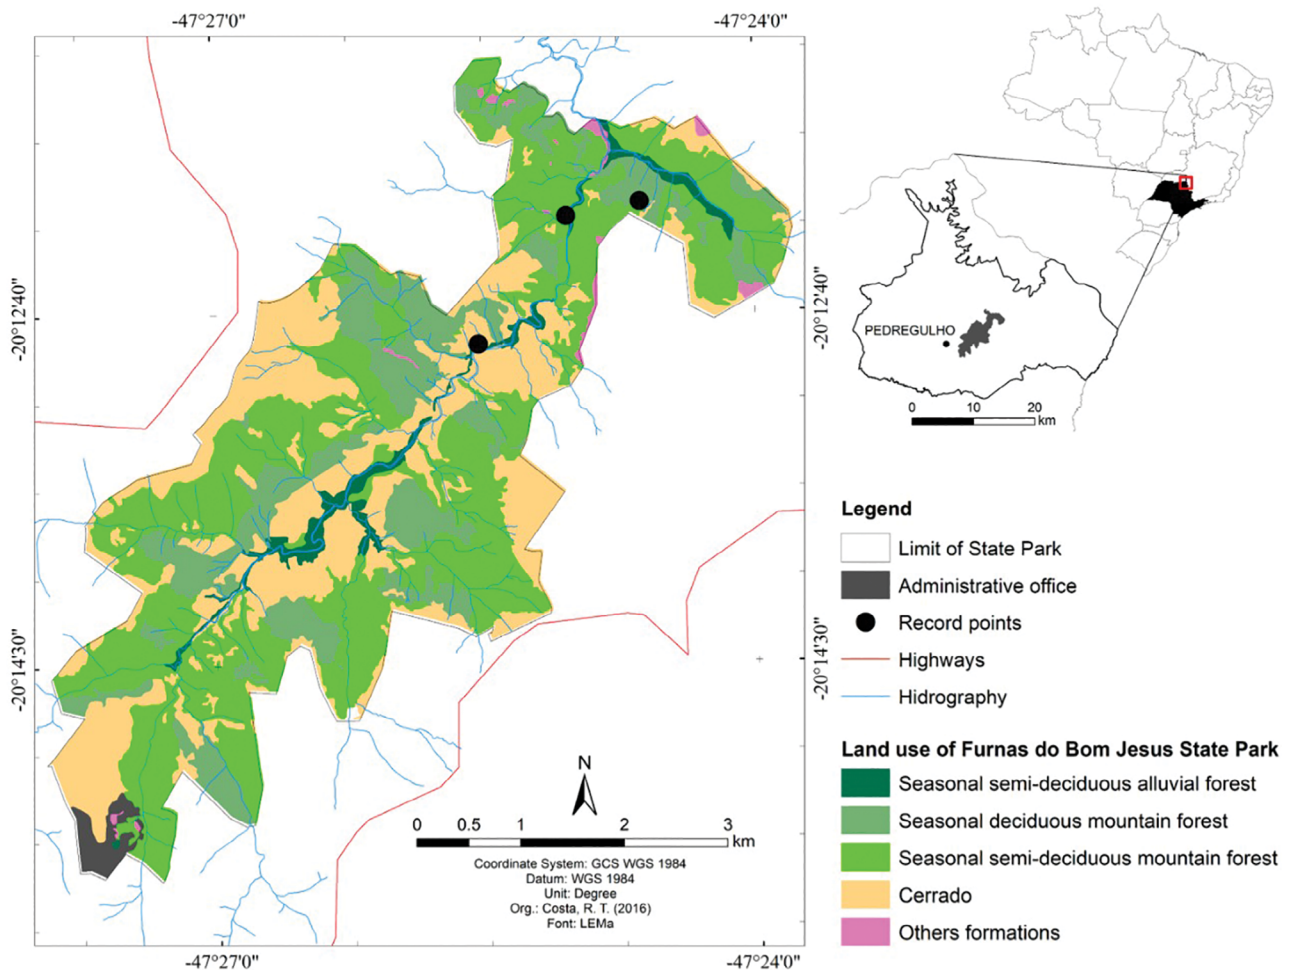 -47°27'0"
-47°24'0"
-20°12'40"
-20°12'40"
PEDREGULHO
0 10 20
km
-20°14'30"
-20°14'30"
N
0 0.5 1 2 3
km
Coordinate System: GCS WGS 1984
Datum: WGS 1984
Unit: Degree
Org.: Costa, R. T. (2016)
Font: LEMa
-47°27'0"
-47°24'0"
Legend
Limit of State Park
Administrative office
Record points
Highways
Hidrography
Land use of Furnas do Bom Jesus State Park
Seasonal semi-deciduous alluvial forest
Seasonal deciduous mountain forest
Seasonal semi-deciduous mountain forest
Cerrado
Others formations